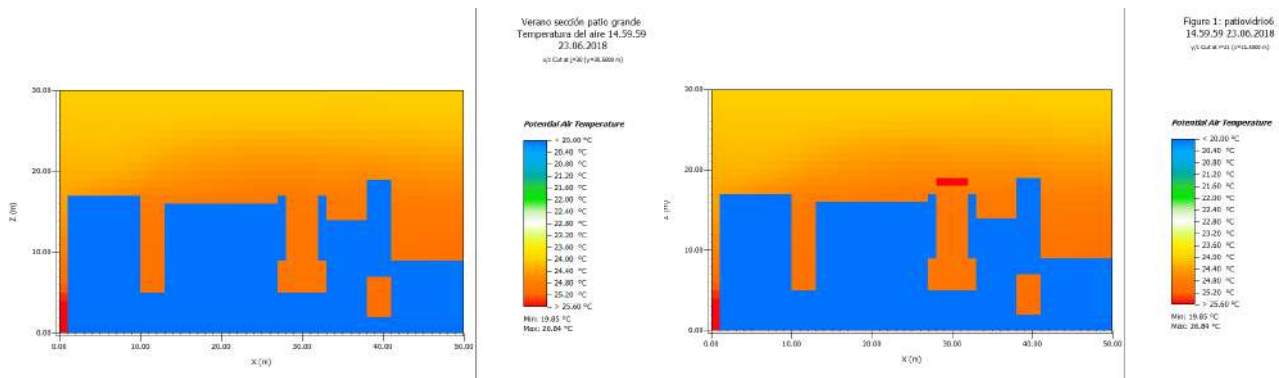 Verano sección patio grande
Temperatura del aire 14.59.59
23.06.2018
30.00
20.00
10.00
0.00
Z (m)
0.00 10.00 20.00 30.00 40.00 50.00
X (m)
Potential Air Temperature
< 20.00 °C
20.40 °C
20.80 °C
21.20 °C
21.60 °C
22.00 °C
22.40 °C
22.80 °C
23.20 °C
23.60 °C
24.00 °C
24.40 °C
24.80 °C
25.20 °C
> 25.60 °C
Min: 19.85 °C
Max: 26.84 °C
Figure 1: patiovidrio6
14.59.59 23.06.2018
30.00
20.00
10.00
0.00
0.00 10.00 20.00 30.00 40.00 50.00
X (m)
Potential Air Temperature
< 20.00 °C
20.40 °C
20.80 °C
21.20 °C
21.60 °C
22.00 °C
22.40 °C
22.80 °C
23.20 °C
23.60 °C
24.00 °C
24.40 °C
24.80 °C
25.20 °C
> 25.60 °C
Min: 19.85 °C
Max: 26.84 °C